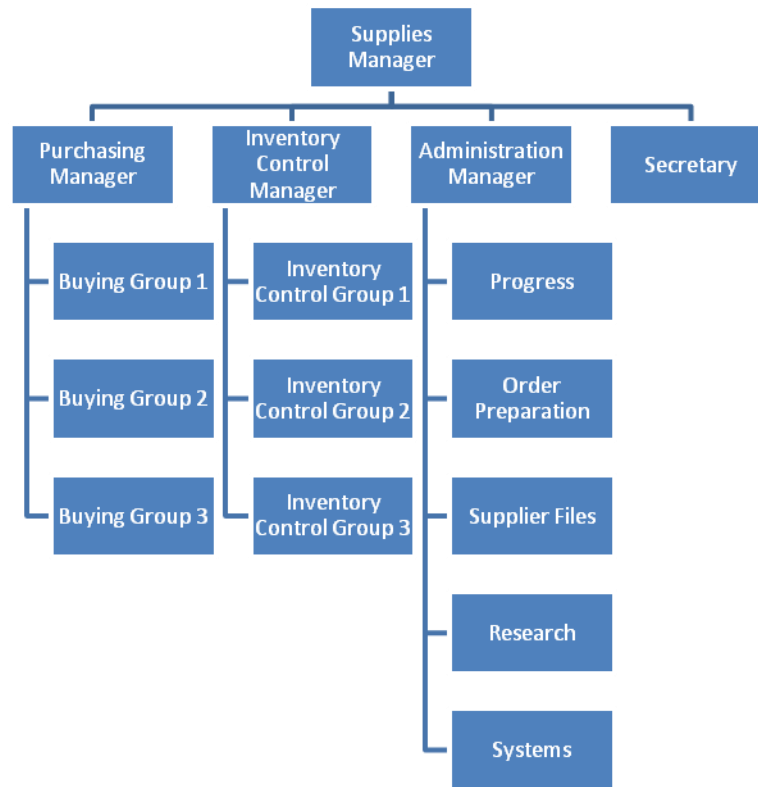 Supplies
Manager
Purchasing
Manager
Inventory
Control
Manager
Administration
Manager
Secretary
Buying Group 1
Inventory
Control Group 1
Progress
Buying Group 2
Inventory
Control Group 2
Order
Preparation
Buying Group 3
Inventory
Control Group 3
Supplier Files
Research
Systems